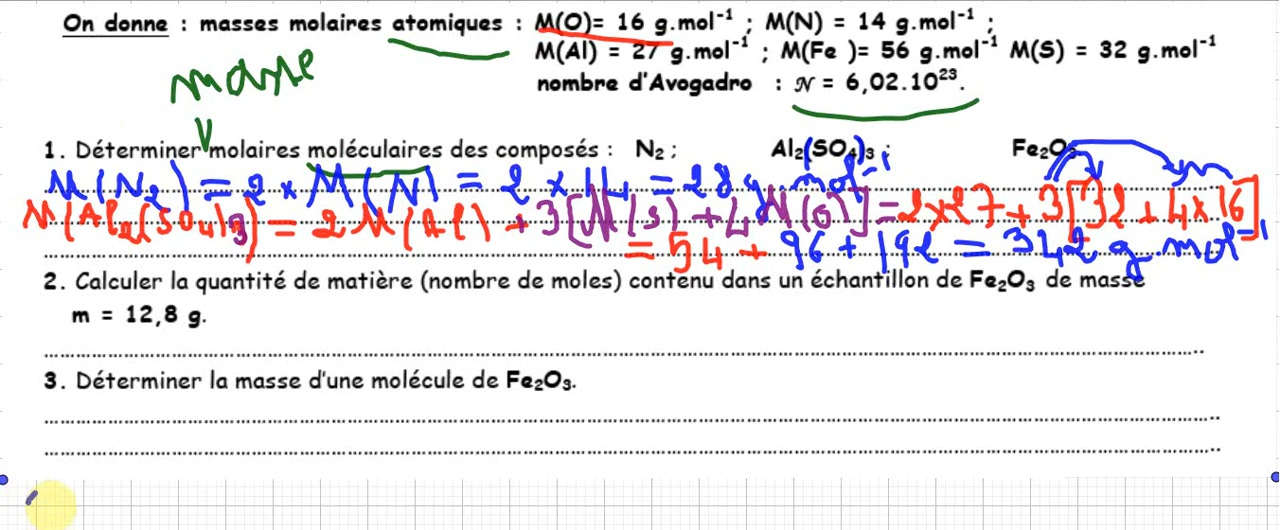 On donne : masses molaires atomiques : M(O)= 16 g.mol⁻¹ ; M(N) = 14 g.mol⁻¹ ;
M(Al) = 27 g.mol⁻¹ ; M(Fe )= 56 g.mol⁻¹ M(S) = 32 g.mol⁻¹
nombre d'Avogadro : 𝒩 = 6,02.10²³.
masse
1. Déterminer molaires moléculaires des composés : N₂ ; Al₂(SO₄)₃ ; Fe₂O₃
M(N₂) = 2 × M(N) = 2 × 14 = 28 g mol⁻¹
M(Al₂(SO₄)₃) = 2 M(Al) + 3[M(S) + 4 M(O)] = 2×27 + 3[32 + 4×16]
= 54 + 96 + 192 = 342 g mol⁻¹
2. Calculer la quantité de matière (nombre de moles) contenu dans un échantillon de Fe₂O₃ de masse
m = 12,8 g.
3. Déterminer la masse d'une molécule de Fe₂O₃.